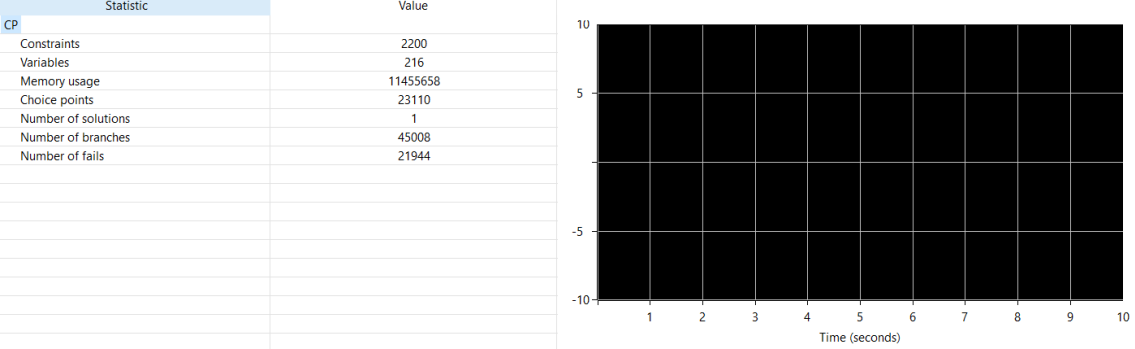 Statistic Value
CP
Constraints 2200
Variables 216
Memory usage 11455658
Choice points 23110
Number of solutions 1
Number of branches 45008
Number of fails 21944
10
5
-5
-10
1 2 3 4 5 6 7 8 9 10
Time (seconds)